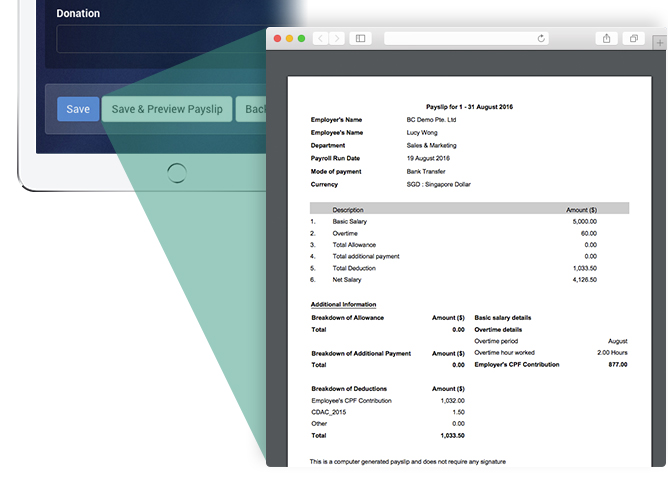 Donation
Save
Save & Preview Payslip
Bac
Payslip for 1 - 31 August 2016
Employer's Name BC Demo Pte. Ltd
Employee's Name Lucy Wong
Department Sales & Marketing
Payroll Run Date 19 August 2016
Mode of payment Bank Transfer
Currency SGD : Singapore Dollar
Description Amount ($)
1. Basic Salary 5,000.00
2. Overtime 60.00
3. Total Allowance 0.00
4. Total additional payment 0.00
5. Total Deduction 1,033.50
6. Net Salary 4,126.50
Additional Information
Breakdown of Allowance Amount ($) Basic salary details
Total 0.00 Overtime details
Overtime period August
Breakdown of Additional Payment Amount ($) Overtime hour worked 2.00 Hours
Total 0.00 Employer's CPF Contribution 877.00
Breakdown of Deductions Amount ($)
Employee's CPF Contribution 1,032.00
CDAC_2015 1.50
Other 0.00
Total 1,033.50
This is a computer generated payslip and does not require any signature